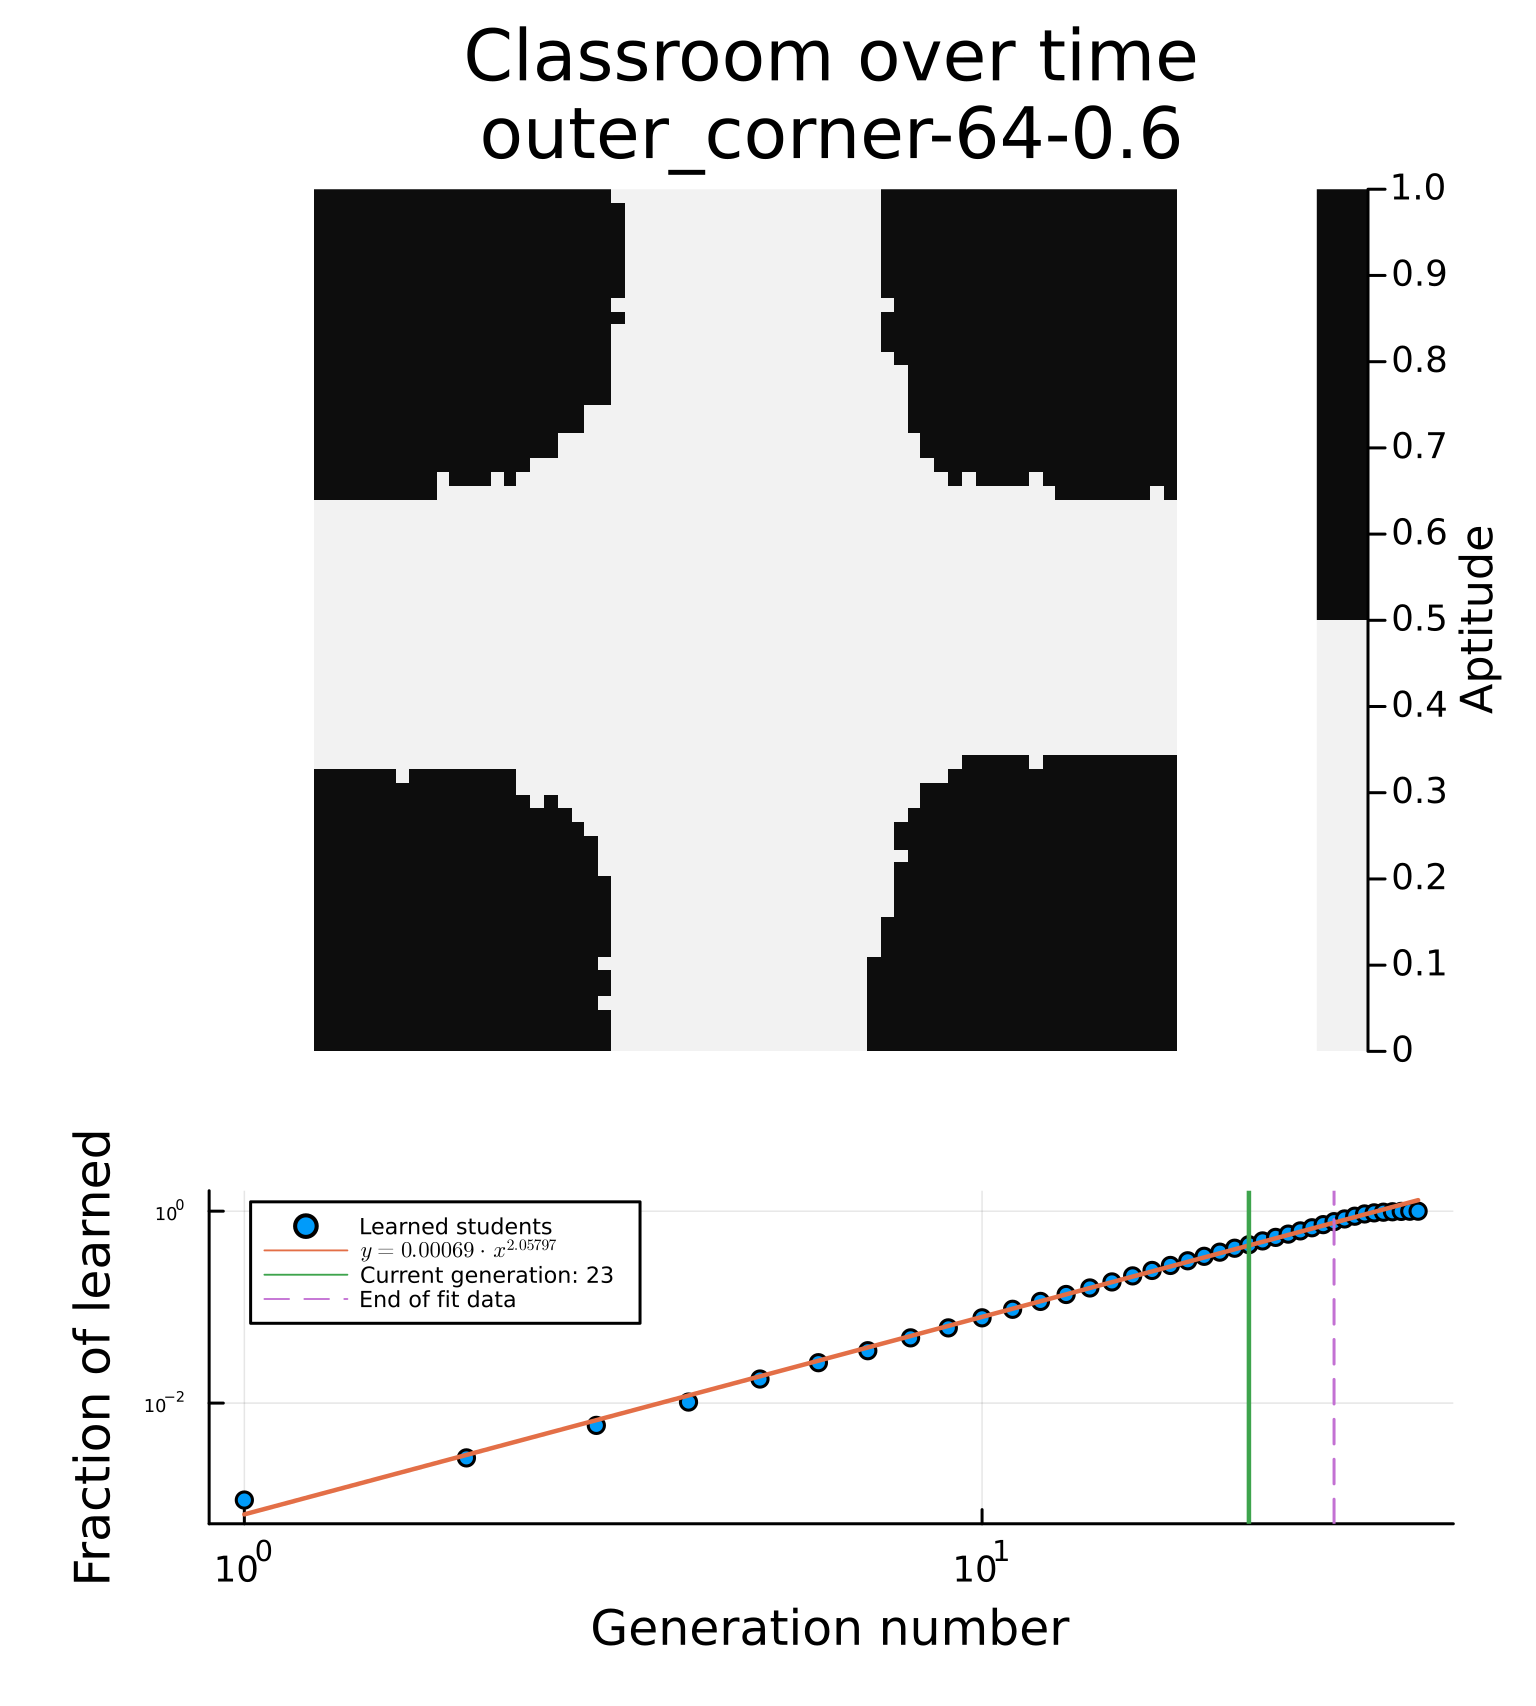 Classroom over time
outer_corner-64-0.6
1.0
0.9
0.8
0.7
0.6
0.5
0.4
0.3
0.2
0.1
0
Aptitude
Fraction of learned
10⁰
10⁻²
Learned students
y = 0.00069 · x^2.05797
Current generation: 23
End of fit data
10⁰
10¹
Generation number